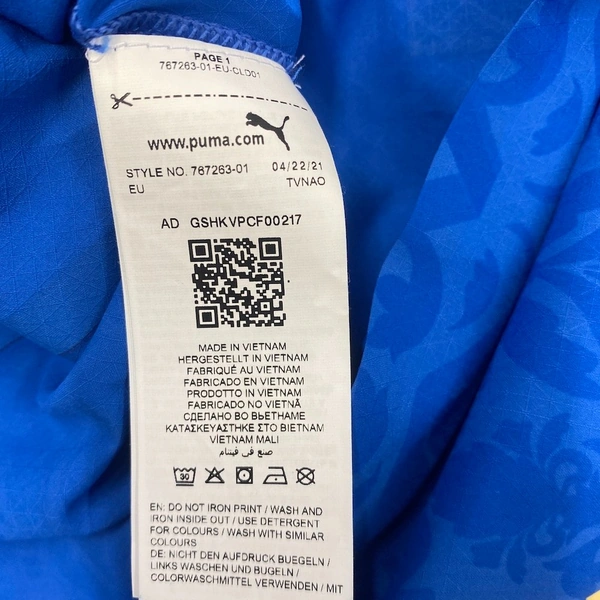 PAGE 1
767263-01-EU-CLD01
www.puma.com
STYLE NO. 767263-01 04/22/21
EU TVNAO
AD GSHKVPCF00217
MADE IN VIETNAM
HERGESTELLT IN VIETNAM
FABRIQUÉ AU VIETNAM
FABRICADO EN VIETNAM
PRODOTTO IN VIETNAM
FABRICADO NO VIETNÃ
СДЕЛАНО ВО ВЬЕТНАМЕ
ΚΑΤΑΣΚΕΥΑΣΤΗΚΕ ΣΤΟ ΒΙΕΤΝΑΜ
VİETNAM MALI
صنع في فيتنام
30
EN: DO NOT IRON PRINT / WASH AND
IRON INSIDE OUT / USE DETERGENT
FOR COLOURS / WASH WITH SIMILAR
COLOURS
DE: NICHT DEN AUFDRUCK BUEGELN /
LINKS WASCHEN UND BÜGELN /
COLORWASCHMITTEL VERWENDEN / MIT